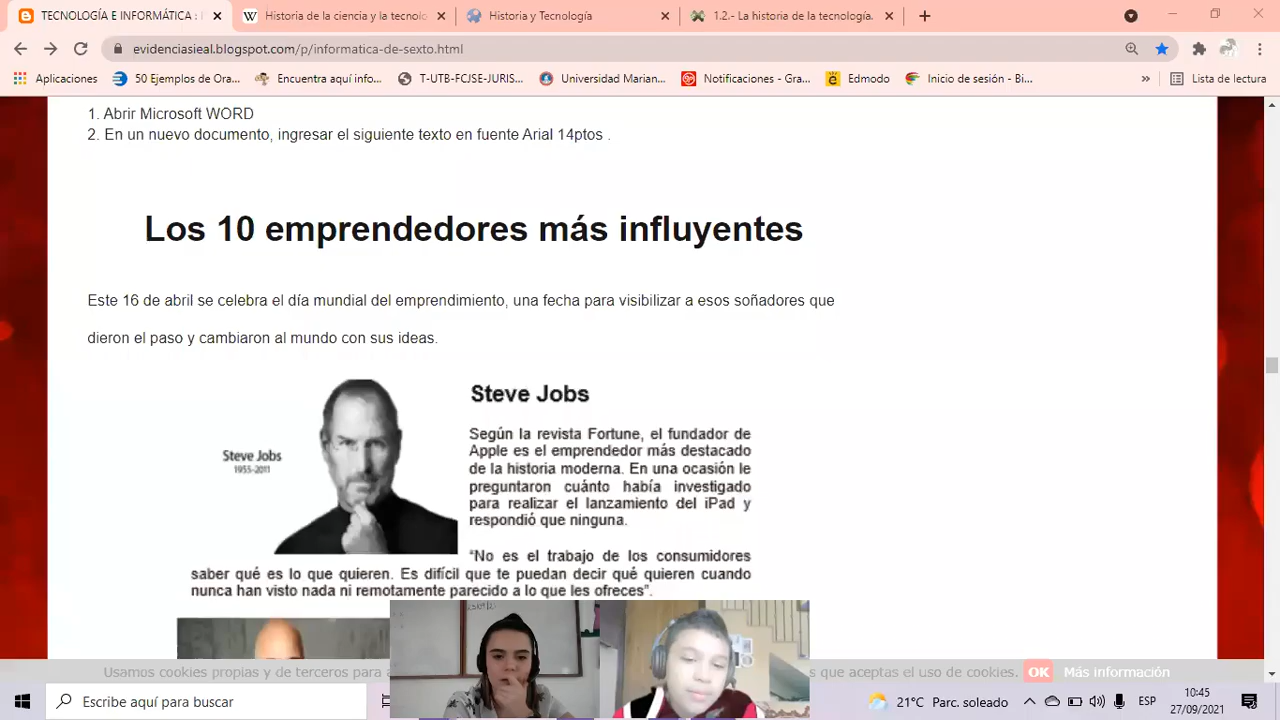 TECNOLOGÍA E INFORMÁTICA :
Historia de la ciencia y la tecnol
Historia y Tecnología
1.2.- La historia de la tecnología.
evidenciasieal.blogspot.com/p/informatica-de-sexto.html
Aplicaciones
50 Ejemplos de Ora...
Encuentra aquí info...
T-UTB-FCJSE-JURIS...
Universidad Marian...
Notificaciones - Gra...
Edmodo
Inicio de sesión - Bi...
»
Lista de lectura
1. Abrir Microsoft WORD
2. En un nuevo documento, ingresar el siguiente texto en fuente Arial 14ptos .
Los 10 emprendedores más influyentes
Este 16 de abril se celebra el día mundial del emprendimiento, una fecha para visibilizar a esos soñadores que
dieron el paso y cambiaron al mundo con sus ideas.
Steve Jobs
1955-2011
Steve Jobs
Según la revista Fortune, el fundador de
Apple es el emprendedor más destacado
de la historia moderna. En una ocasión le
preguntaron cuánto había investigado
para realizar el lanzamiento del iPad y
respondió que ninguna.
“No es el trabajo de los consumidores
saber qué es lo que quieren. Es difícil que te puedan decir qué quieren cuando
nunca han visto nada ni remotamente parecido a lo que les ofreces”.
Usamos cookies propias y de terceros para
s que aceptas el uso de cookies.
OK
Más información
Escribe aquí para buscar
21°C Parc. soleado
ESP
10:45
27/09/2021